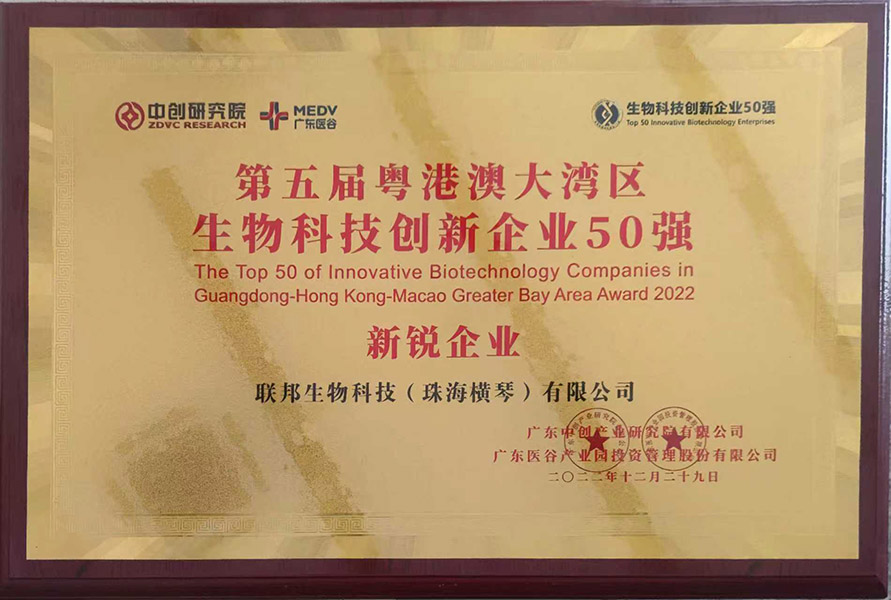 中创研究院
ZDVC RESEARCH
MEDV
广东医谷
生物科技创新企业50强
Top 50 Innovative Biotechnology Enterprises
第五届粤港澳大湾区
生物科技创新企业50强
The Top 50 of Innovative Biotechnology Companies in
Guangdong-Hong Kong-Macao Greater Bay Area Award 2022
新锐企业
联邦生物科技（珠海横琴）有限公司
广东中创产业研究院有限公司
广东医谷产业园投资管理股份有限公司
二〇二二年十二月二十九日